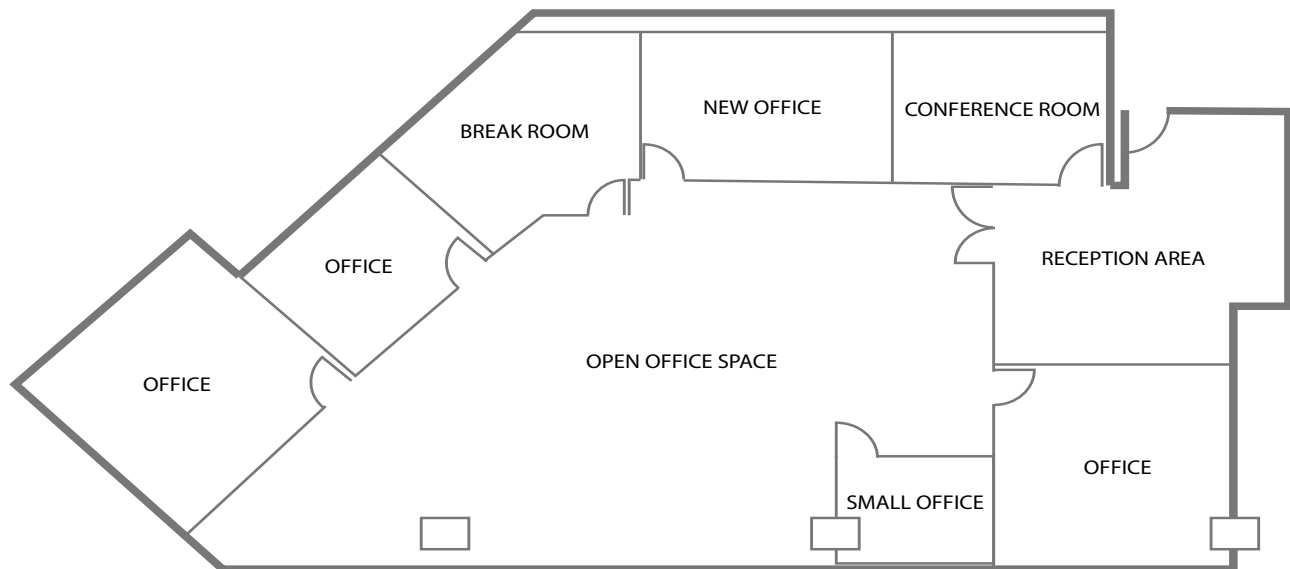 NEW OFFICE
CONFERENCE ROOM
BREAK ROOM
RECEPTION AREA
OFFICE
OPEN OFFICE SPACE
OFFICE
OFFICE
SMALL OFFICE